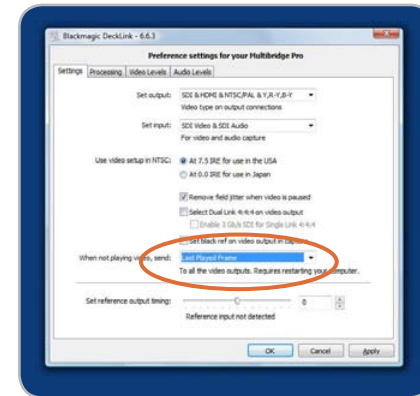 Blackmagic DeckLink - 6.6.3
Preference settings for your Multibridge Pro
Settings Processing Video Levels Audio Levels
Set output: SDI & HDMI & NTSC/PAL & Y,R-Y,B-Y
Video type on output connections
Set input: SDI Video & SDI Audio
For video and audio capture
Use video setup in NTSC: At 7.5 IRE for use in the USA
At 0.0 IRE for use in Japan
Remove field jitter when video is paused
Select Dual Link 4:4:4 on video output
Enable 3 Gb/s SDI for Single Link 4:4:4
Set black ref on video output in capture
When not playing video, send: Last Played Frame
To all the video outputs. Requires restarting your computer.
Set reference output timing: 0
Reference input not detected
OK Cancel Apply